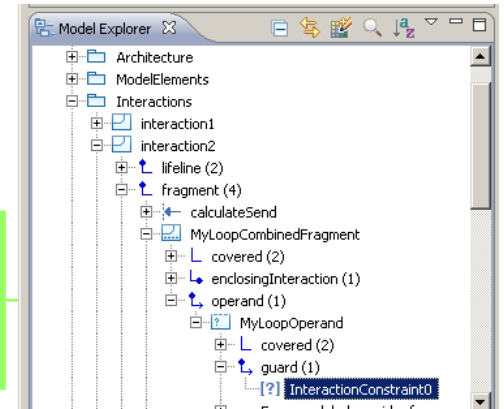 Model Explorer
Architecture
ModelElements
Interactions
interaction1
interaction2
lifeline (2)
fragment (4)
calculateSend
MyLoopCombinedFragment
covered (2)
enclosingInteraction (1)
operand (1)
MyLoopOperand
covered (2)
guard (1)
[?] InteractionConstraint0